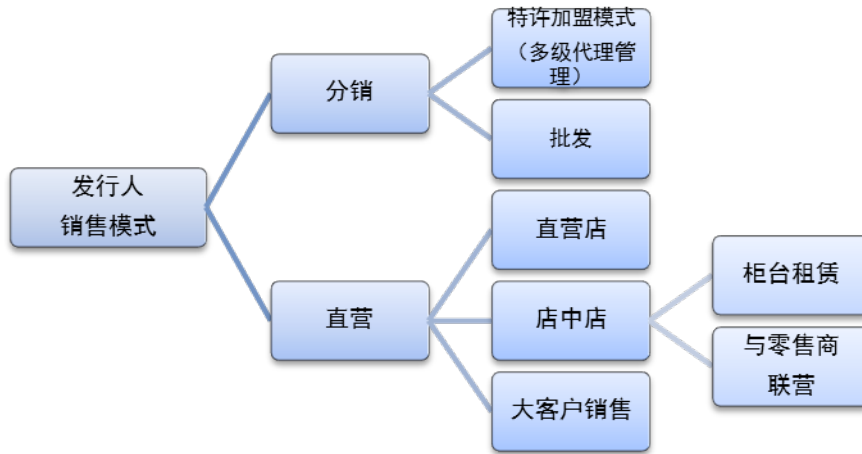 发行人
销售模式
分销
特许加盟模式
（多级代理管
理）
批发
直营
直营店
店中店
柜台租赁
与零售商
联营
大客户销售